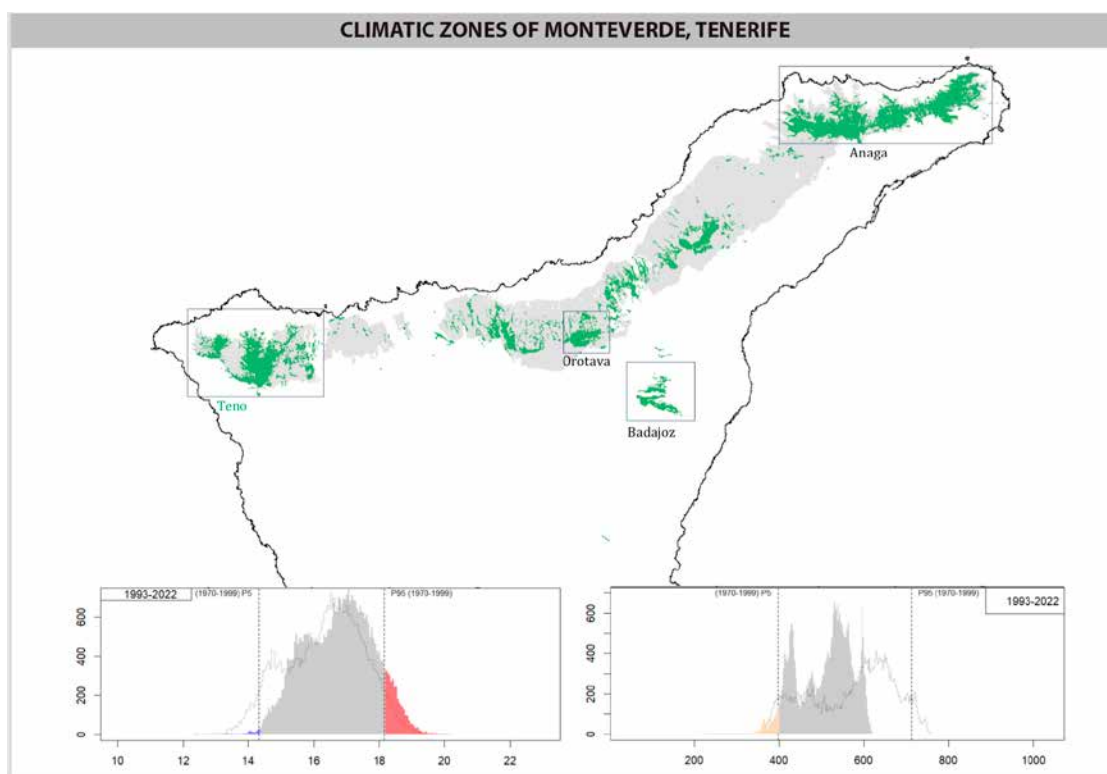 CLIMATIC ZONES OF MONTEVERDE, TENERIFE
Anaga
Orotava
Teno
Badajoz
1993-2022
(1970-1999) P5
P95 (1970-1999)
600
400
200
0
10 12 14 16 18 20 22
(1970-1999) P5
P95 (1970-1999)
1993-2022
600
400
200
0
200 400 600 800 1000